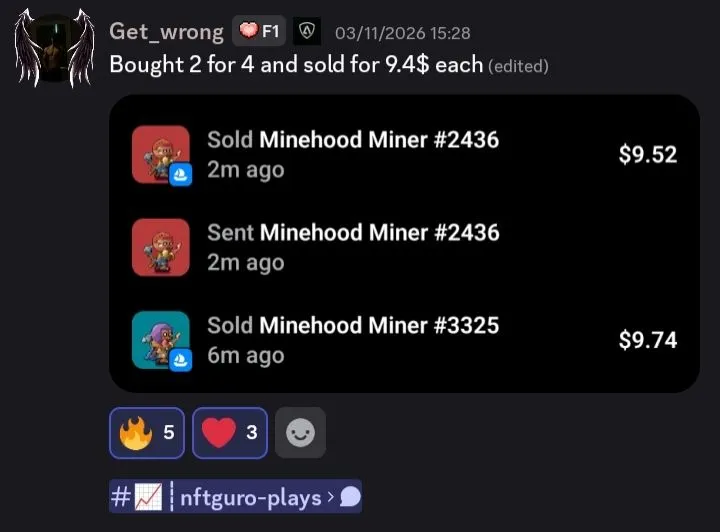 Get_wrong F1 03/11/2026 15:28
Bought 2 for 4 and sold for 9.4$ each (edited)
Sold Minehood Miner #2436
2m ago
$9.52
Sent Minehood Miner #2436
2m ago
Sold Minehood Miner #3325
6m ago
$9.74
5 3
#📈┆nftguro-plays ›